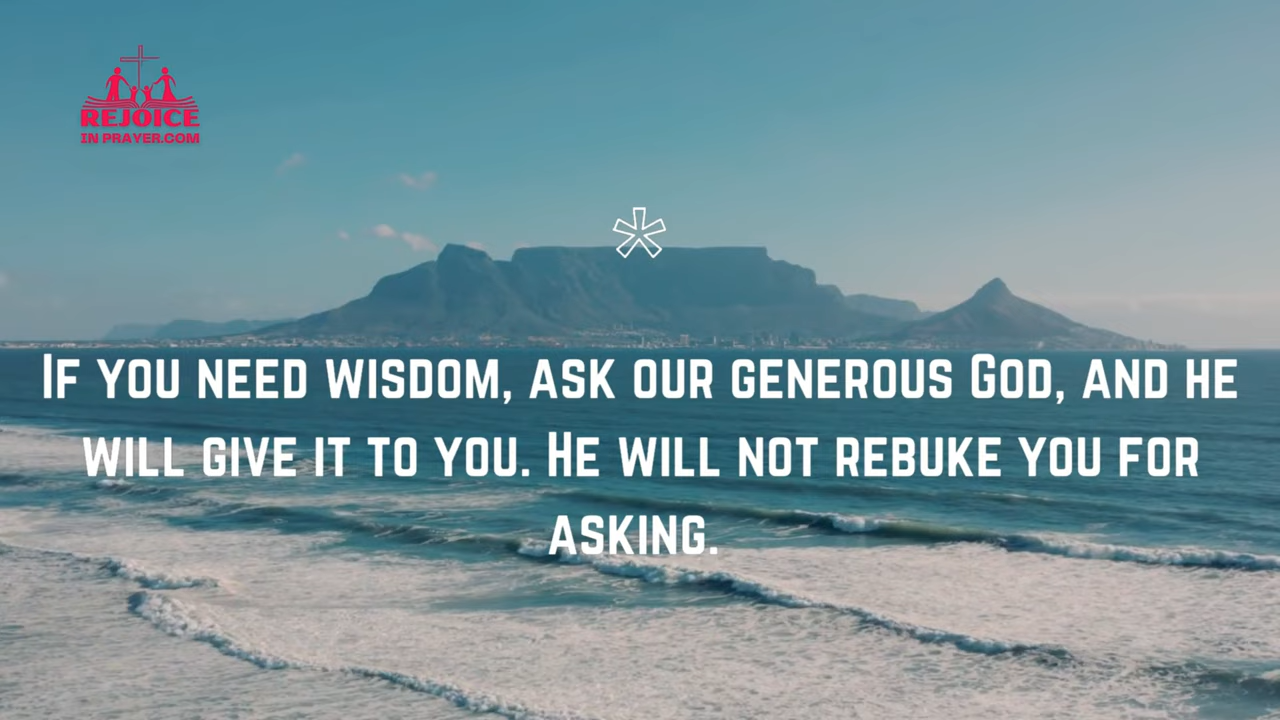 REJOICE
IN PRAYER.COM
If you need wisdom, ask our generous God, and he
will give it to you. He will not rebuke you for
asking.